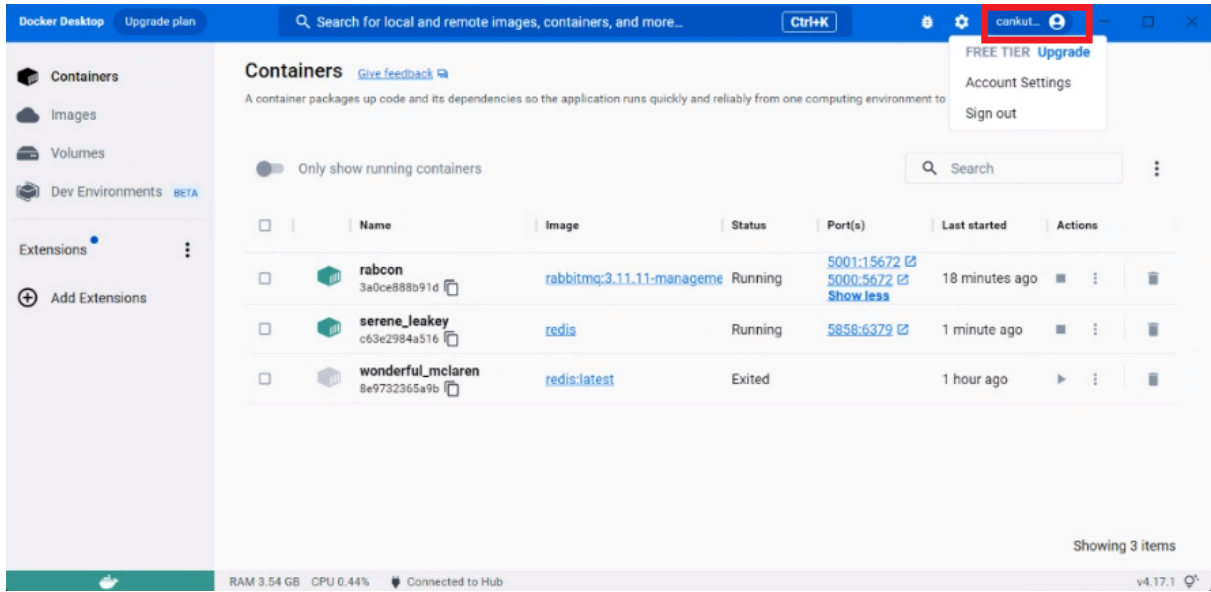 Docker Desktop Upgrade plan Search for local and remote images, containers, and more... Ctrl+K cankut...
FREE TIER Upgrade
Account Settings
Sign out
Containers
Images
Volumes
Dev Environments BETA
Extensions
Add Extensions
Containers Give feedback
A container packages up code and its dependencies so the application runs quickly and reliably from one computing environment to
Only show running containers Search
Name Image Status Port(s) Last started Actions
rabcon
3a0ce888b91d
rabbitmq:3.11.11-manageme Running
5001:15672
5000:5672
Show less
18 minutes ago
serene_leakey
c63e2984a516
redis Running 5858:6379 1 minute ago
wonderful_mclaren
8e9732365a9b
redis:latest Exited 1 hour ago
Showing 3 items
RAM 3.54 GB CPU 0.44% Connected to Hub v4.17.1